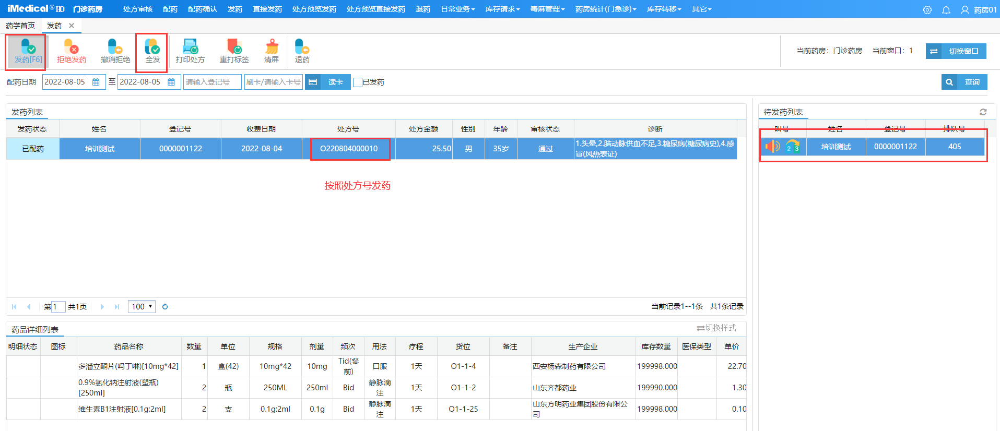 iMedical® HO 门诊药房 处方审核 配药 配药确认 发药 直接发药 处方预览发药 处方预览直接发药 退药 日常业务 库存请求 毒麻管理 药房统计(门急诊) 库存转移 其它 药房01
药学首页 发药
发药[F6] 拒绝发药 撤消拒绝 全发 打印处方 重打标签 清屏 退药 当前药房：门诊药房 当前窗口：1 切换窗口
配药日期 2022-08-05 至 2022-08-05 请输入登记号 刷卡/请输入卡号 读卡 已发药 查询
发药列表
发药状态 姓名 登记号 收费日期 处方号 处方金额 性别 年龄 审核状态 诊断
已配药 培训测试 0000001122 2022-08-04 O220804000010 25.50 男 35岁 通过 1.头晕,2.脑动脉供血不足,3.糖尿病(糖尿病史),4.感
冒(风热表证)
按照处方号发药
第 1 共1页 100 当前记录1--1条 共1条记录
待发药列表
叫号 姓名 登记号 排队号
2 3 培训测试 0000001122 405
药品详细列表 切换样式
明细状态 图标 药品名称 数量 单位 规格 剂量 频次 用法 疗程 货位 备注 生产企业 库存数量 医保类型 单价
多潘立酮片(吗丁啉)[10mg*42] 1 盒(42) 10mg*42 10mg Tid(餐
前) 口服 1天 O1-1-4 西安杨森制药有限公司 199998.000 22.70
0.9%氯化钠注射液(塑瓶)
[250ml] 2 瓶 250ML 250ml Bid 静脉滴
注 1天 O1-1-2 山东齐都药业 199990.000 1.30
维生素B1注射液[0.1g:2ml] 2 支 0.1g:2ml 0.1g Bid 静脉滴
注 1天 O1-1-25 山东方明药业集团股份有限公
司 199998.000 0.10